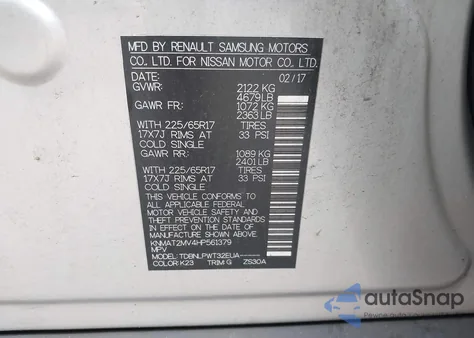 MFD BY RENAULT SAMSUNG MOTORS
CO., LTD. FOR NISSAN MOTOR CO., LTD.
DATE: 02/17
GVWR: 2122 KG
4679LB
GAWR FR: 1072 KG
2363 LB
WITH 225/65R17 TIRES
17X7J RIMS AT 33 PSI
COLD SINGLE
GAWR RR: 1089 KG
2401 LB
WITH 225/65R17 TIRES
17X7J RIMS AT 33 PSI
COLD SINGLE
THIS VEHICLE CONFORMS TO
ALL APPLICABLE FEDERAL
MOTOR VEHICLE SAFETY AND
THEFT PREVENTION
STANDARDS IN EFFECT ON
THE DATE OF MANUFACTURE
SHOWN ABOVE.
KNMAT2MV4HP561379
MPV
MODEL: TDBNLPWT32EUA-----
COLOR: K23 TRIM: G ZS30A
autoSnap
by AutoAstat